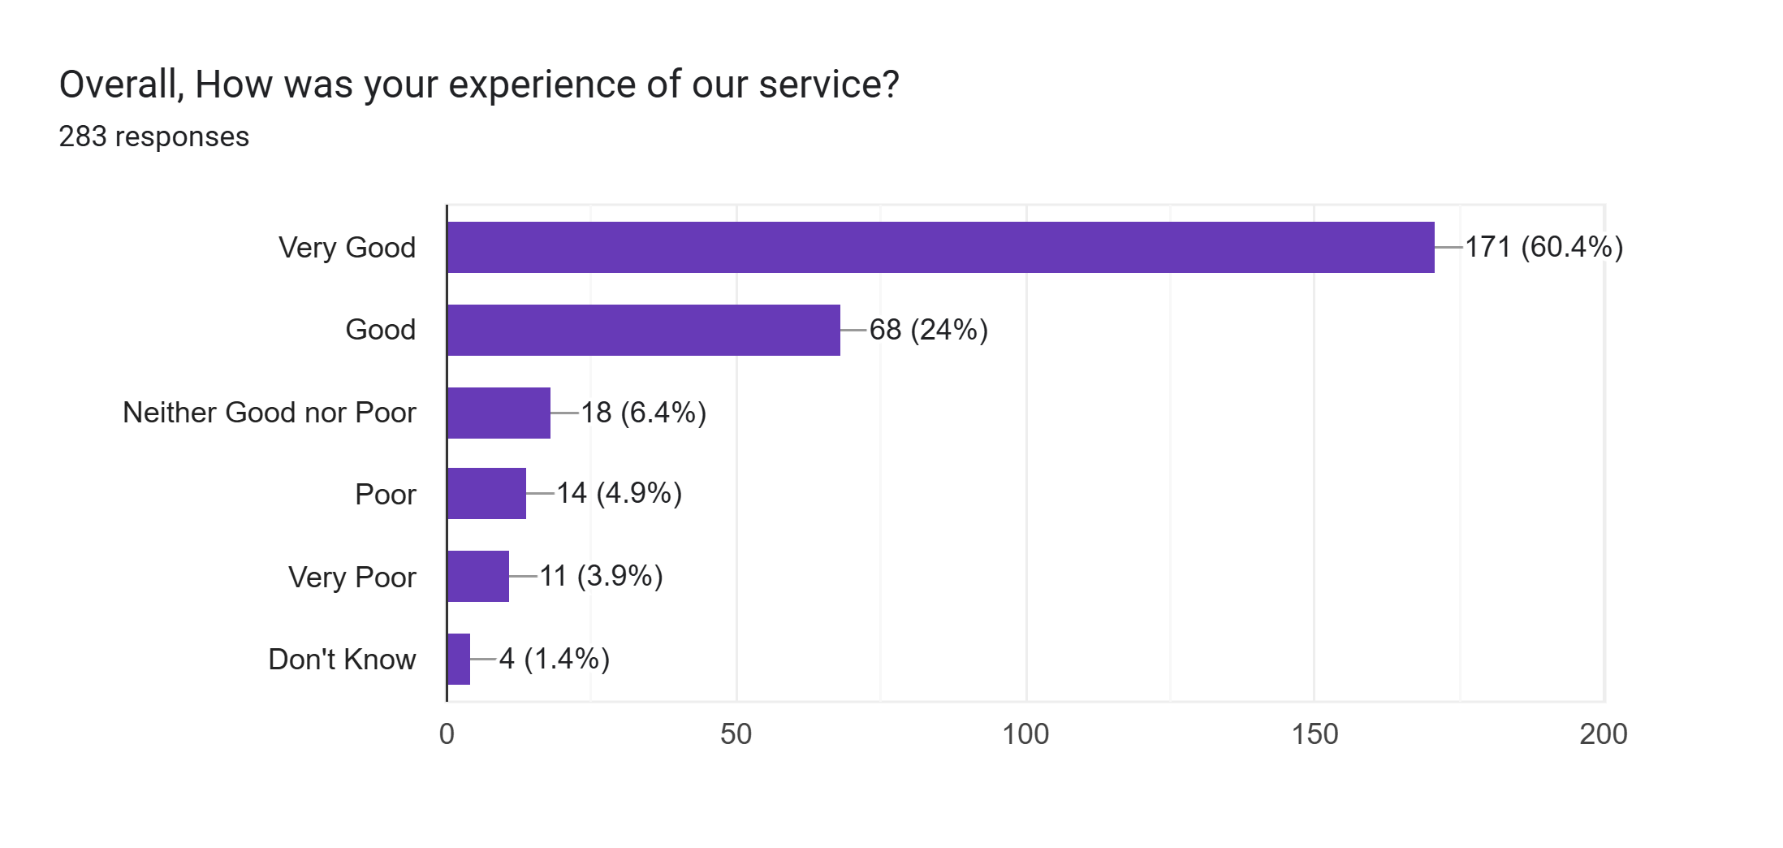 Overall, How was your experience of our service?
283 responses
Very Good 171 (60.4%)
Good 68 (24%)
Neither Good nor Poor 18 (6.4%)
Poor 14 (4.9%)
Very Poor 11 (3.9%)
Don't Know 4 (1.4%)
0 50 100 150 200